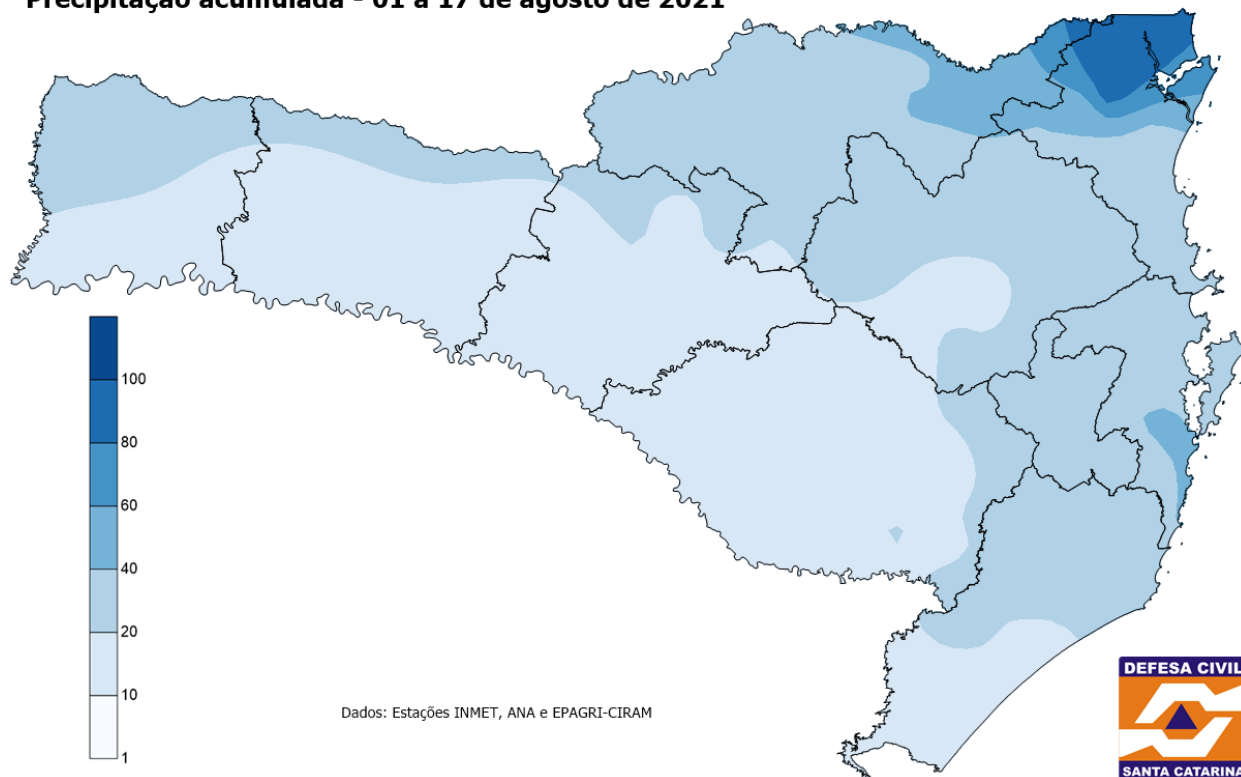 Precipitação acumulada - 01 a 17 de agosto de 2021
100
80
60
40
20
10
1
Dados: Estações INMET, ANA e EPAGRI-CIRAM
DEFESA CIVIL
SANTA CATARINA